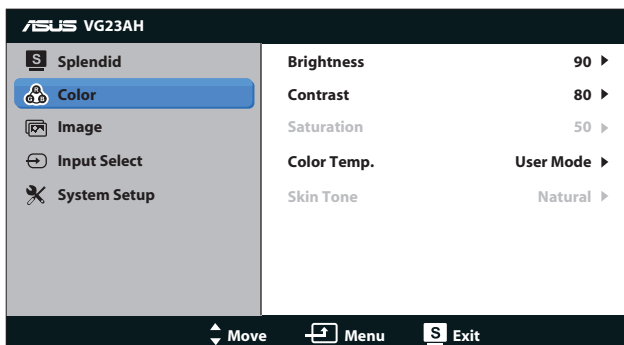 ASUS VG23AH
S Splendid
Color
Image
Input Select
System Setup
Brightness 90
Contrast 80
Saturation 50
Color Temp. User Mode
Skin Tone Natural
Move Menu S Exit